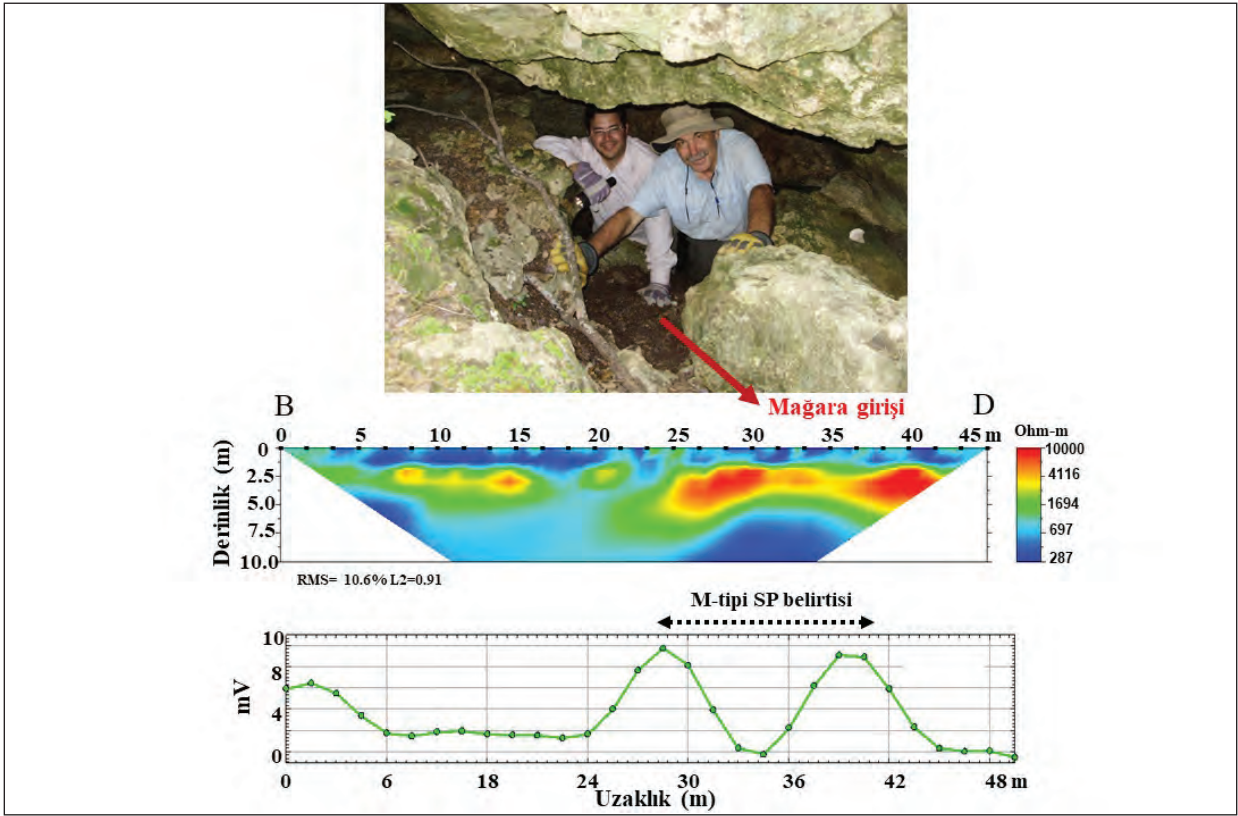 Mağara girişi
B D
0 5 10 15 20 25 30 35 40 45 m
Ohm-m
10000
4116
1694
697
287
Derinlik (m)
0
2.5
5.0
7.5
10.0
RMS= 10.6% L2=0.91
M-tipi SP belirtisi
mV
10
8
4
0
0 6 18 24 30 36 42 48 m
Uzaklık (m)